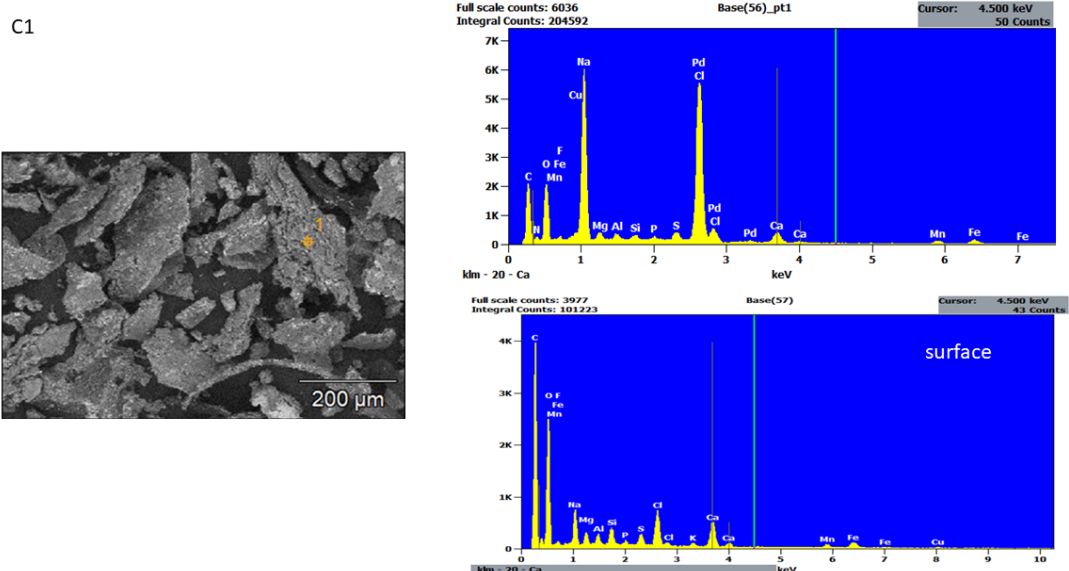 C1
Full scale counts: 6036
Base(56)_pt1
Cursor: 4.500 keV
Integral Counts: 204592
50 Counts
7K
6K
5K
4K
3K
2K
1K
0
C
N
O F Fe Mn
Cu
Na
Mg
Al
Si
P
S
Pd
Cl
Pd
Cl
Pd
Ca
Ca
Mn
Fe
Fe
0 1 2 3 4 5 6 7
klm - 20 - Ca
keV
1
200 µm
Full scale counts: 3977
Base(57)
Cursor: 4.500 keV
Integral Counts: 101223
43 Counts
surface
4K
3K
2K
1K
0
C
O F
Fe
Mn
Na
Mg
Al
Si
P
S
Cl
Cl
K
Ca
Ca
Mn
Fe
Fe
Cu
0 1 2 3 4 5 6 7 8 9 10
klm - 20 - Ca
keV